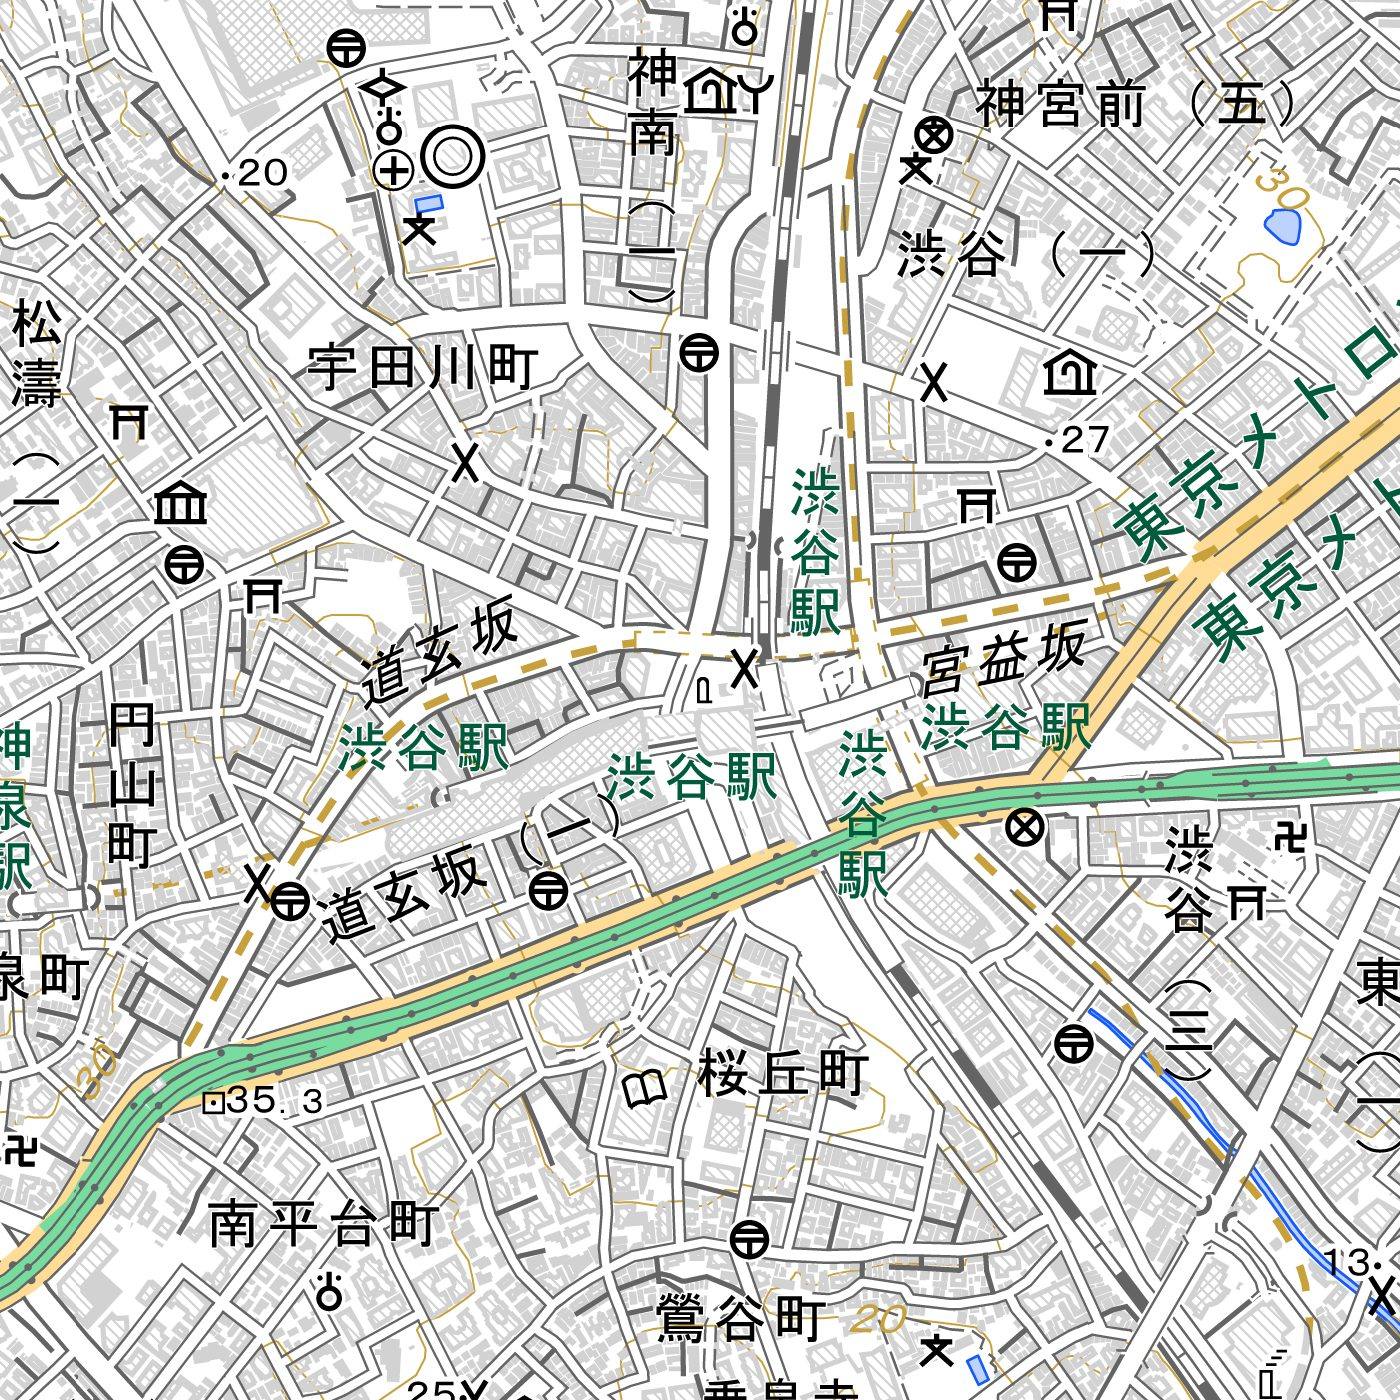 神南(一)
神宮前(五)
20
30
渋谷(一)
松濤(一)
宇田川町
27
東京メトロ
東京メト
渋谷駅
道玄坂
宮益坂
渋谷駅
渋谷駅
渋谷駅
渋谷駅
円山町
神泉駅
道玄坂(一)
渋谷(三)
泉町
東(一)
30
35.3
桜丘町
南平台町
13
鶯谷町
20
25